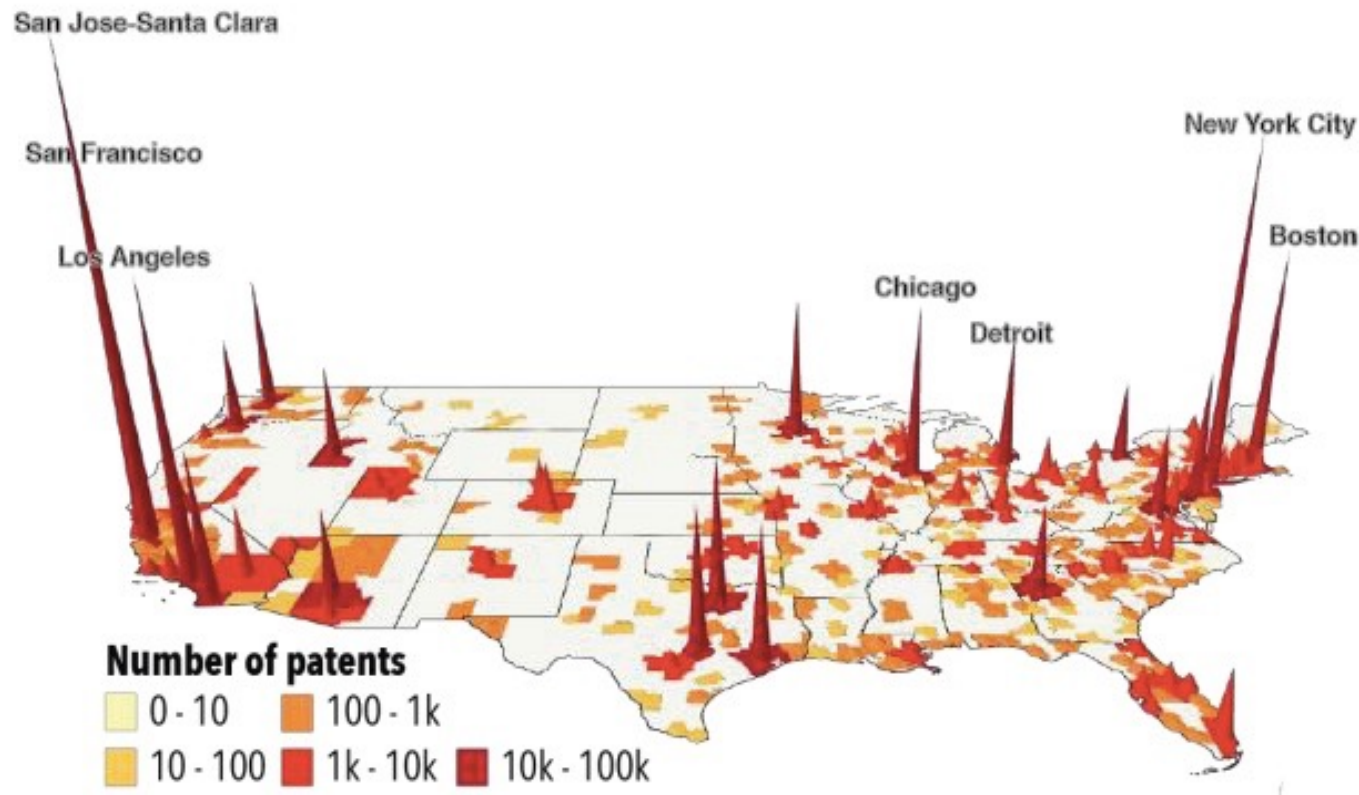 San Jose-Santa Clara
New York City
San Francisco
Boston
Los Angeles
Chicago
Detroit
Number of patents
0 - 10 100 - 1k
10 - 100 1k - 10k 10k - 100k